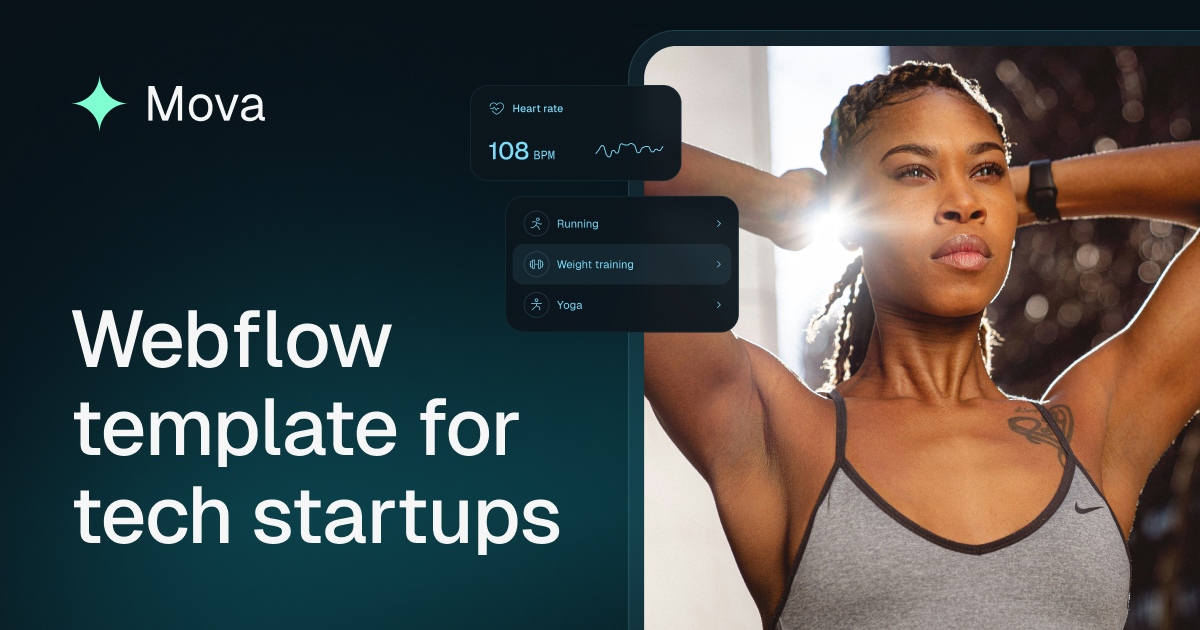 Mova
Heart rate
108 BPM
Running
Weight training
Yoga
Webflow
template for
tech startups